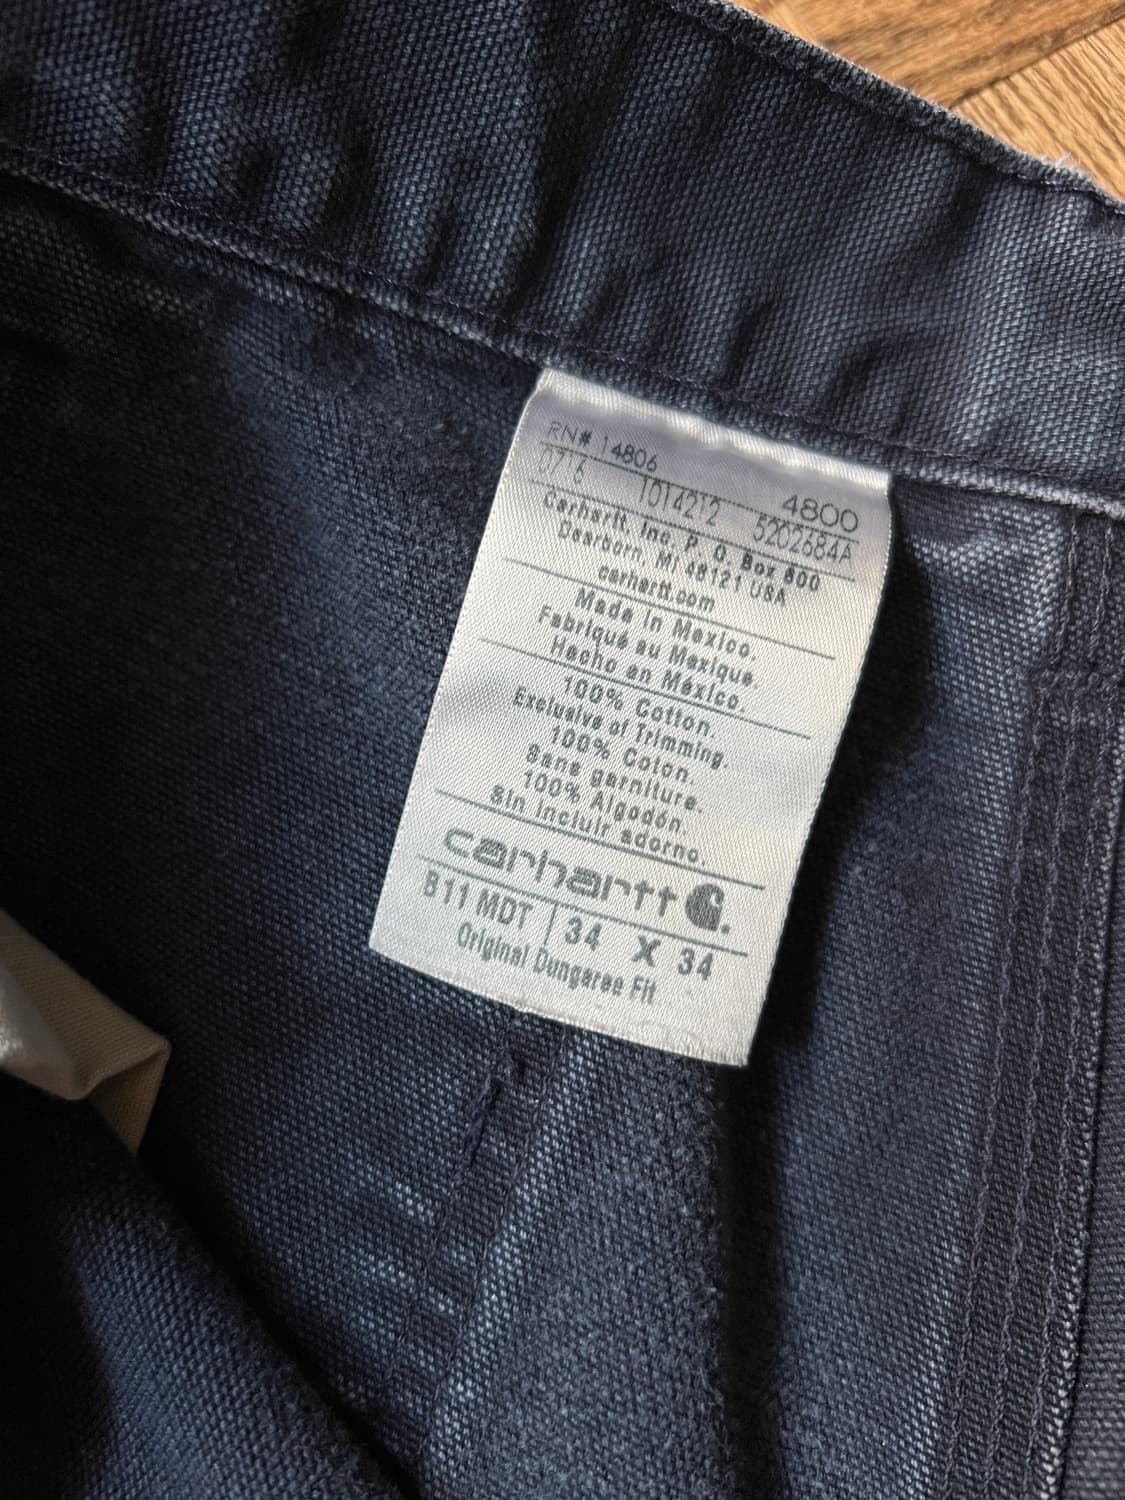 RN# 14806 4800
0716 1014212 5202684A
Carhartt, Inc. P. O. Box 600
Dearborn, MI 48121 USA
carhartt.com
Made in Mexico.
Fabriqué au Mexique.
Hecho en México.
100% Cotton.
Exclusive of Trimming.
100% Coton.
Sans garniture.
100% Algodón.
Sin incluir adorno.
carhartt
B11 MDT 34 X 34
Original Dungaree Fit